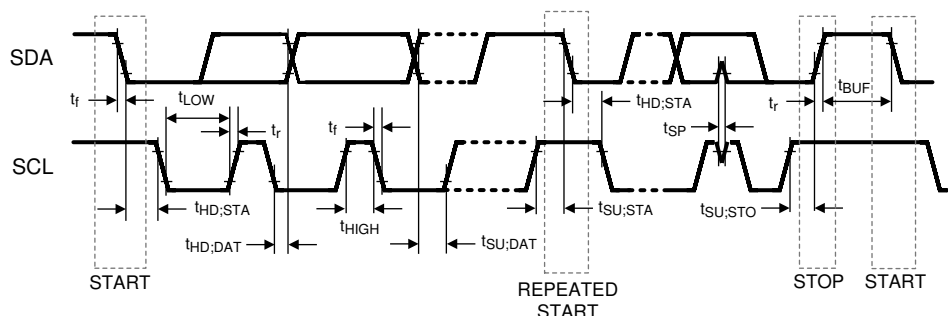 SDA
t_f
t_LOW
t_r
t_f
t_HD;STA
t_SP
t_r
t_BUF
SCL
t_HD;STA
t_HD;DAT
t_HIGH
t_SU;DAT
t_SU;STA
t_SU;STO
START
REPEATED
START
STOP
START